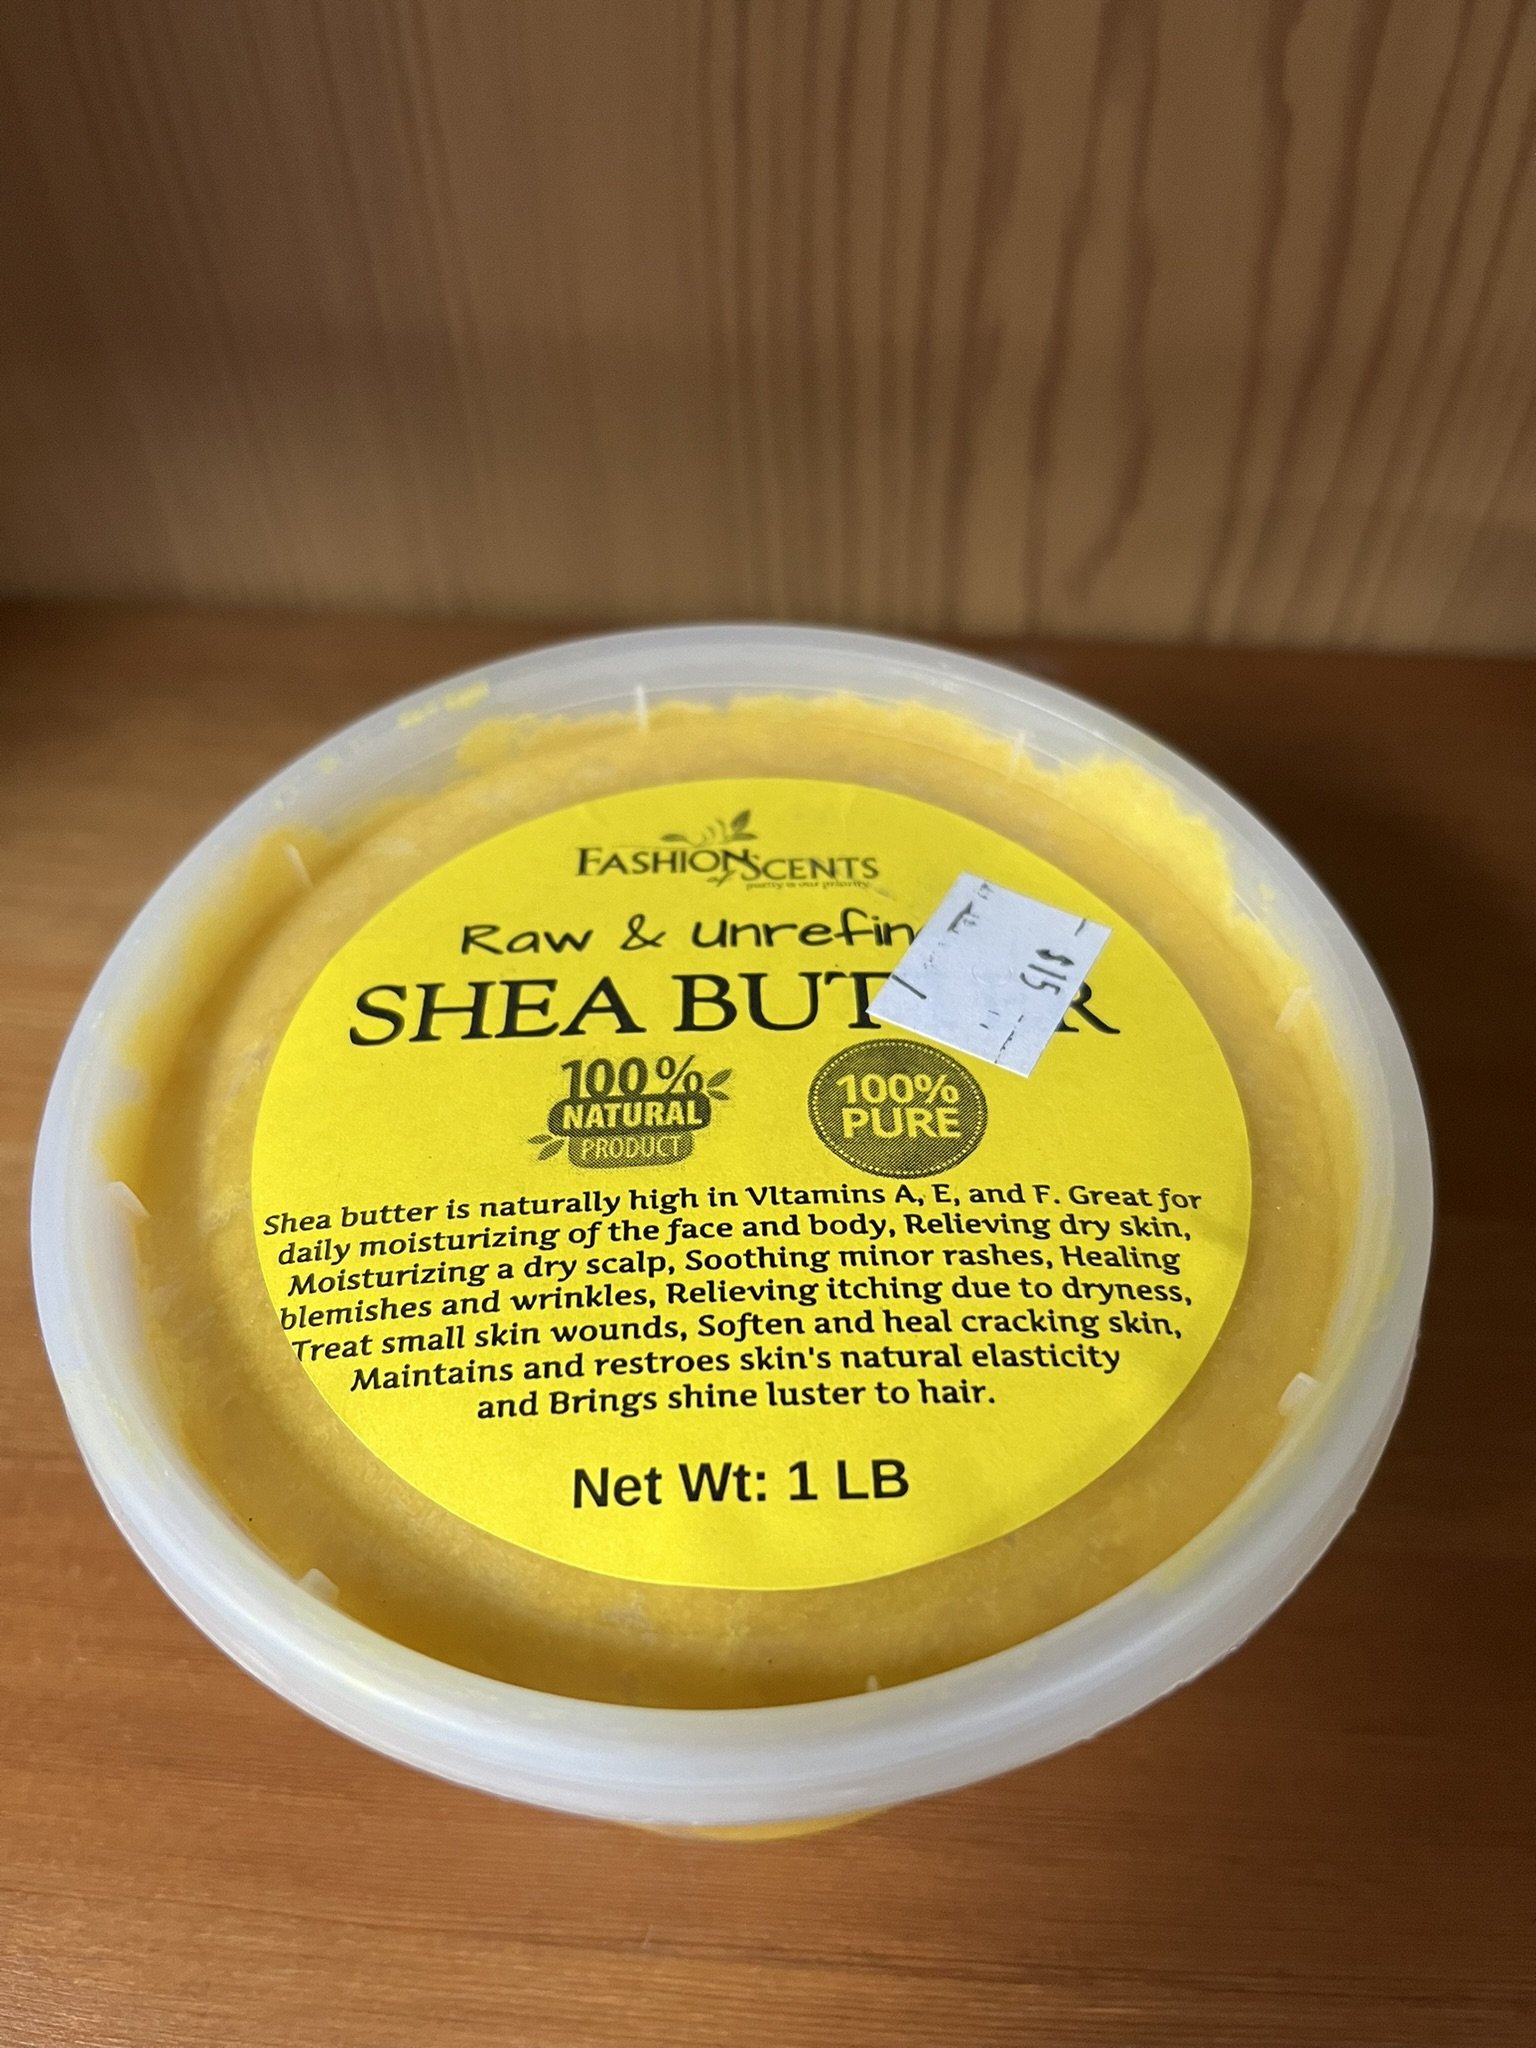 FASHION SCENTS
purity is our priority
Raw & Unrefin
SHEA BUT R
$15
100%
NATURAL
PRODUCT
100%
PURE
Shea butter is naturally high in VItamins A, E, and F. Great for
daily moisturizing of the face and body, Relieving dry skin,
Moisturizing a dry scalp, Soothing minor rashes, Healing
blemishes and wrinkles, Relieving itching due to dryness,
Treat small skin wounds, Soften and heal cracking skin,
Maintains and restroes skin's natural elasticity
and Brings shine luster to hair.
Net Wt: 1 LB